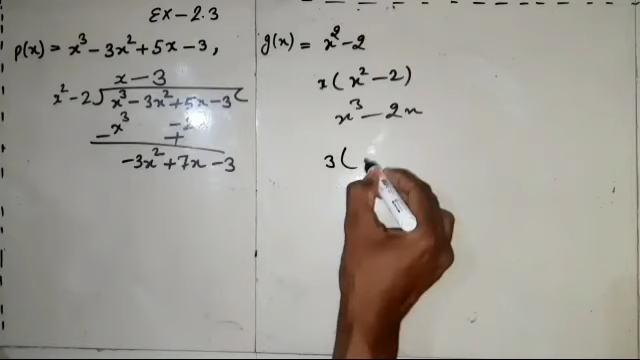 Ex-2.3
p(x) = x³ - 3x² + 5x - 3, g(x) = x² - 2
x - 3
x² - 2) x³ - 3x² + 5x - 3 (
- x³ - 2x
+
-3x² + 7x - 3
x(x² - 2)
x³ - 2x
3(